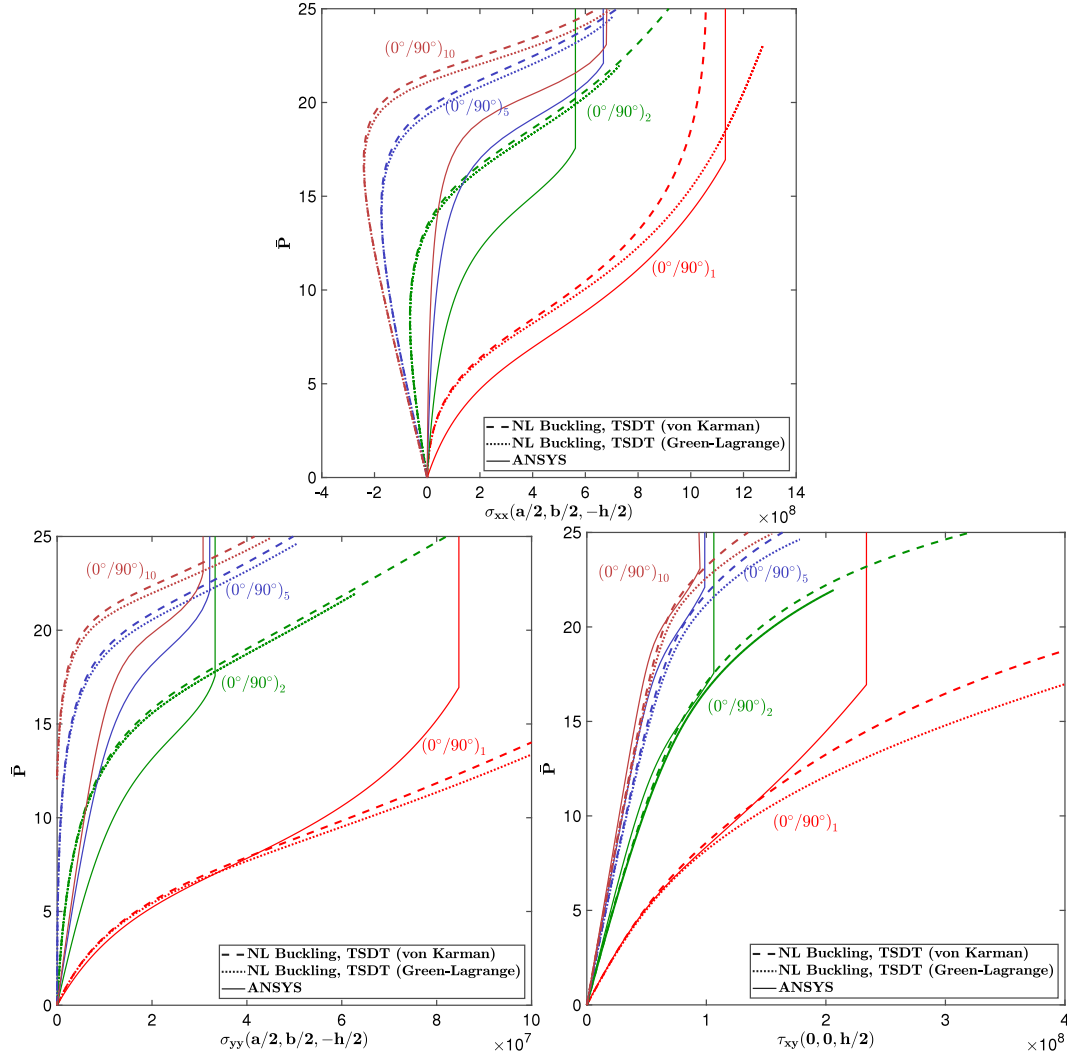 25
20
15
10
5
0
P̄
(0°/90°)₁₀
(0°/90°)₅
(0°/90°)₂
(0°/90°)₁
NL Buckling, TSDT (von Karman)
NL Buckling, TSDT (Green-Lagrange)
ANSYS
-4 -2 0 2 4 6 8 10 12 14
σxx(a/2, b/2, −h/2)
×10⁸
25
20
15
10
5
0
P̄
(0°/90°)₁₀
(0°/90°)₅
(0°/90°)₂
(0°/90°)₁
NL Buckling, TSDT (von Karman)
NL Buckling, TSDT (Green-Lagrange)
ANSYS
0 2 4 6 8 10
σyy(a/2, b/2, −h/2)
×10⁷
25
20
15
10
5
0
P̄
(0°/90°)₁₀
(0°/90°)₅
(0°/90°)₂
(0°/90°)₁
NL Buckling, TSDT (von Karman)
NL Buckling, TSDT (Green-Lagrange)
ANSYS
0 1 2 3 4
τxy(0, 0, h/2)
×10⁸